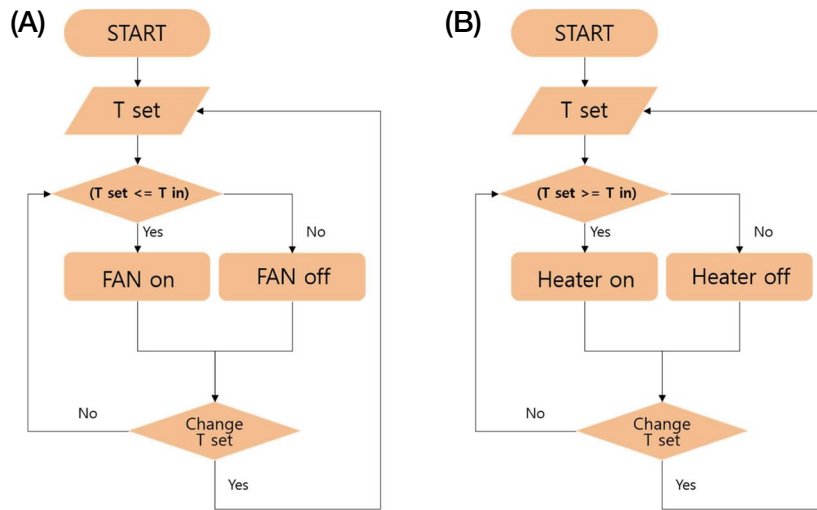 (A)
START
T set
(T set <= T in)
Yes
No
FAN on
FAN off
No
Change
T set
Yes
(B)
START
T set
(T set >= T in)
Yes
No
Heater on
Heater off
No
Change
T set
Yes